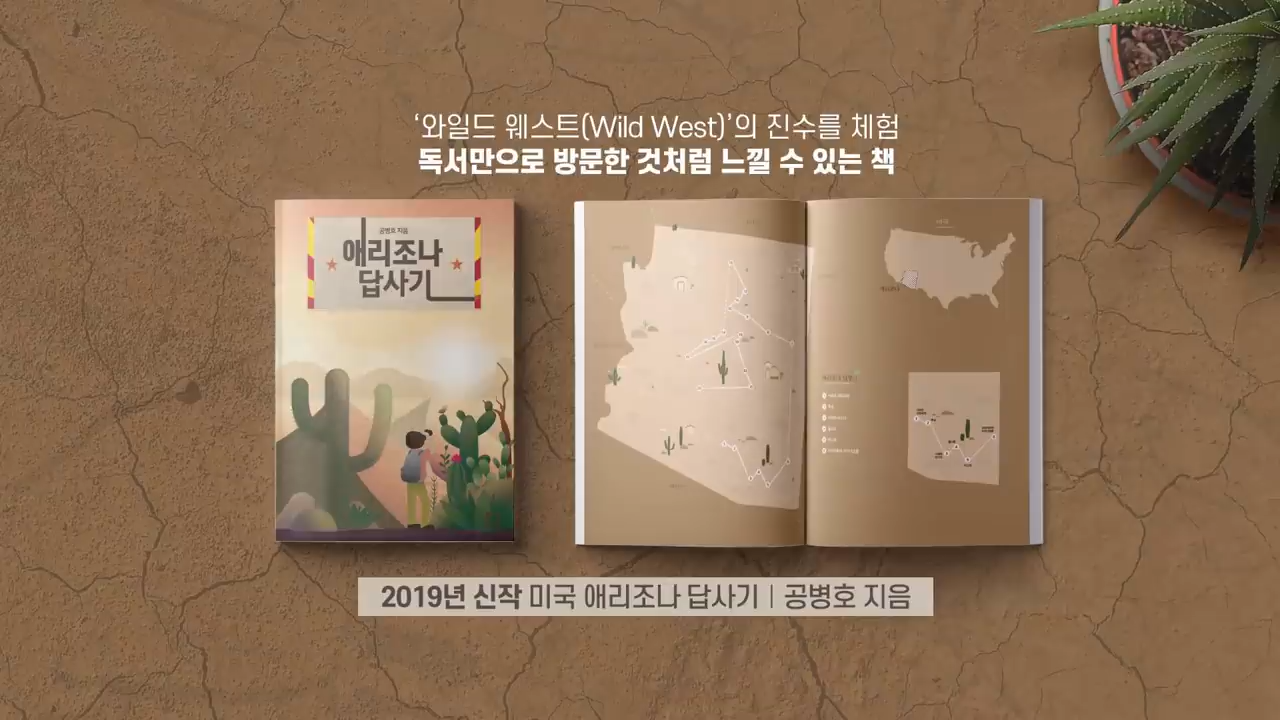 ‘와일드 웨스트(Wild West)’의 진수를 체험
독서만으로 방문한 것처럼 느낄 수 있는 책
공병호 지음
애리조나
답사기
2019년 신작 미국 애리조나 답사기 | 공병호 지음